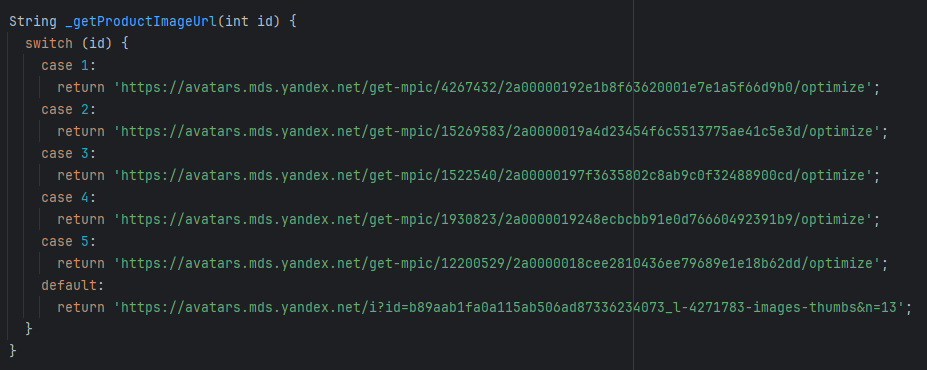 String _getProductImageUrl(int id) {
switch (id) {
case 1:
return 'https://avatars.mds.yandex.net/get-mpic/4267432/2a00000192e1b8f63620001e7e1a5f66d9b0/optimize';
case 2:
return 'https://avatars.mds.yandex.net/get-mpic/15269583/2a0000019a4d23454f6c5513775ae41c5e3d/optimize';
case 3:
return 'https://avatars.mds.yandex.net/get-mpic/1522540/2a00000197f3635802c8ab9c0f32488900cd/optimize';
case 4:
return 'https://avatars.mds.yandex.net/get-mpic/1930823/2a0000019248ecbcbb91e0d76660492391b9/optimize';
case 5:
return 'https://avatars.mds.yandex.net/get-mpic/12200529/2a0000018cee2810436ee79689e1e18b62dd/optimize';
default:
return 'https://avatars.mds.yandex.net/i?id=b89aab1fa0a115ab506ad87336234073_l-4271783-images-thumbs&n=13';
}
}